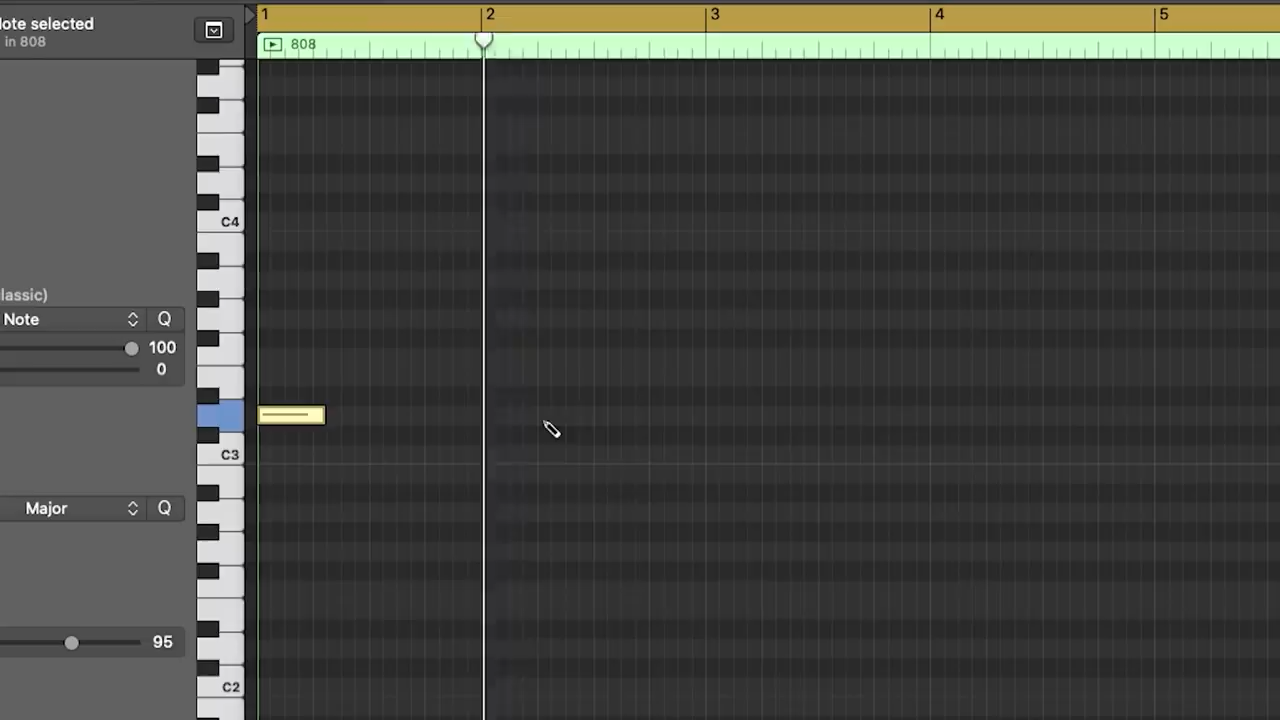 ote selected
in 808
1 2 3 4 5
808
C4
lassic)
Note Q
100
0
C3
Major Q
95
C2